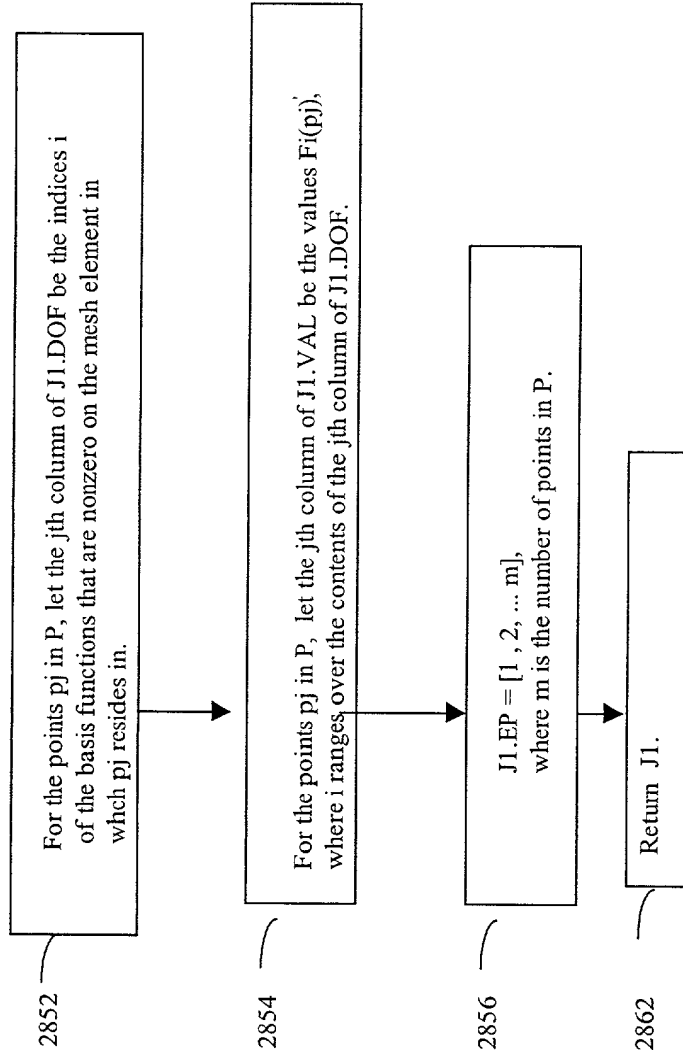 2852
For the points pj in P, let the jth column of J1.DOF be the indices i
of the basis functions that are nonzero on the mesh element in
whch pj resides in.
2854
For the points pj in P, let the jth column of J1.VAL be the values Fi(pj)',
where i ranges over the contents of the jth column of J1.DOF.
2856
J1.EP = [1 , 2, ... m],
where m is the number of points in P.
2862
Return J1.